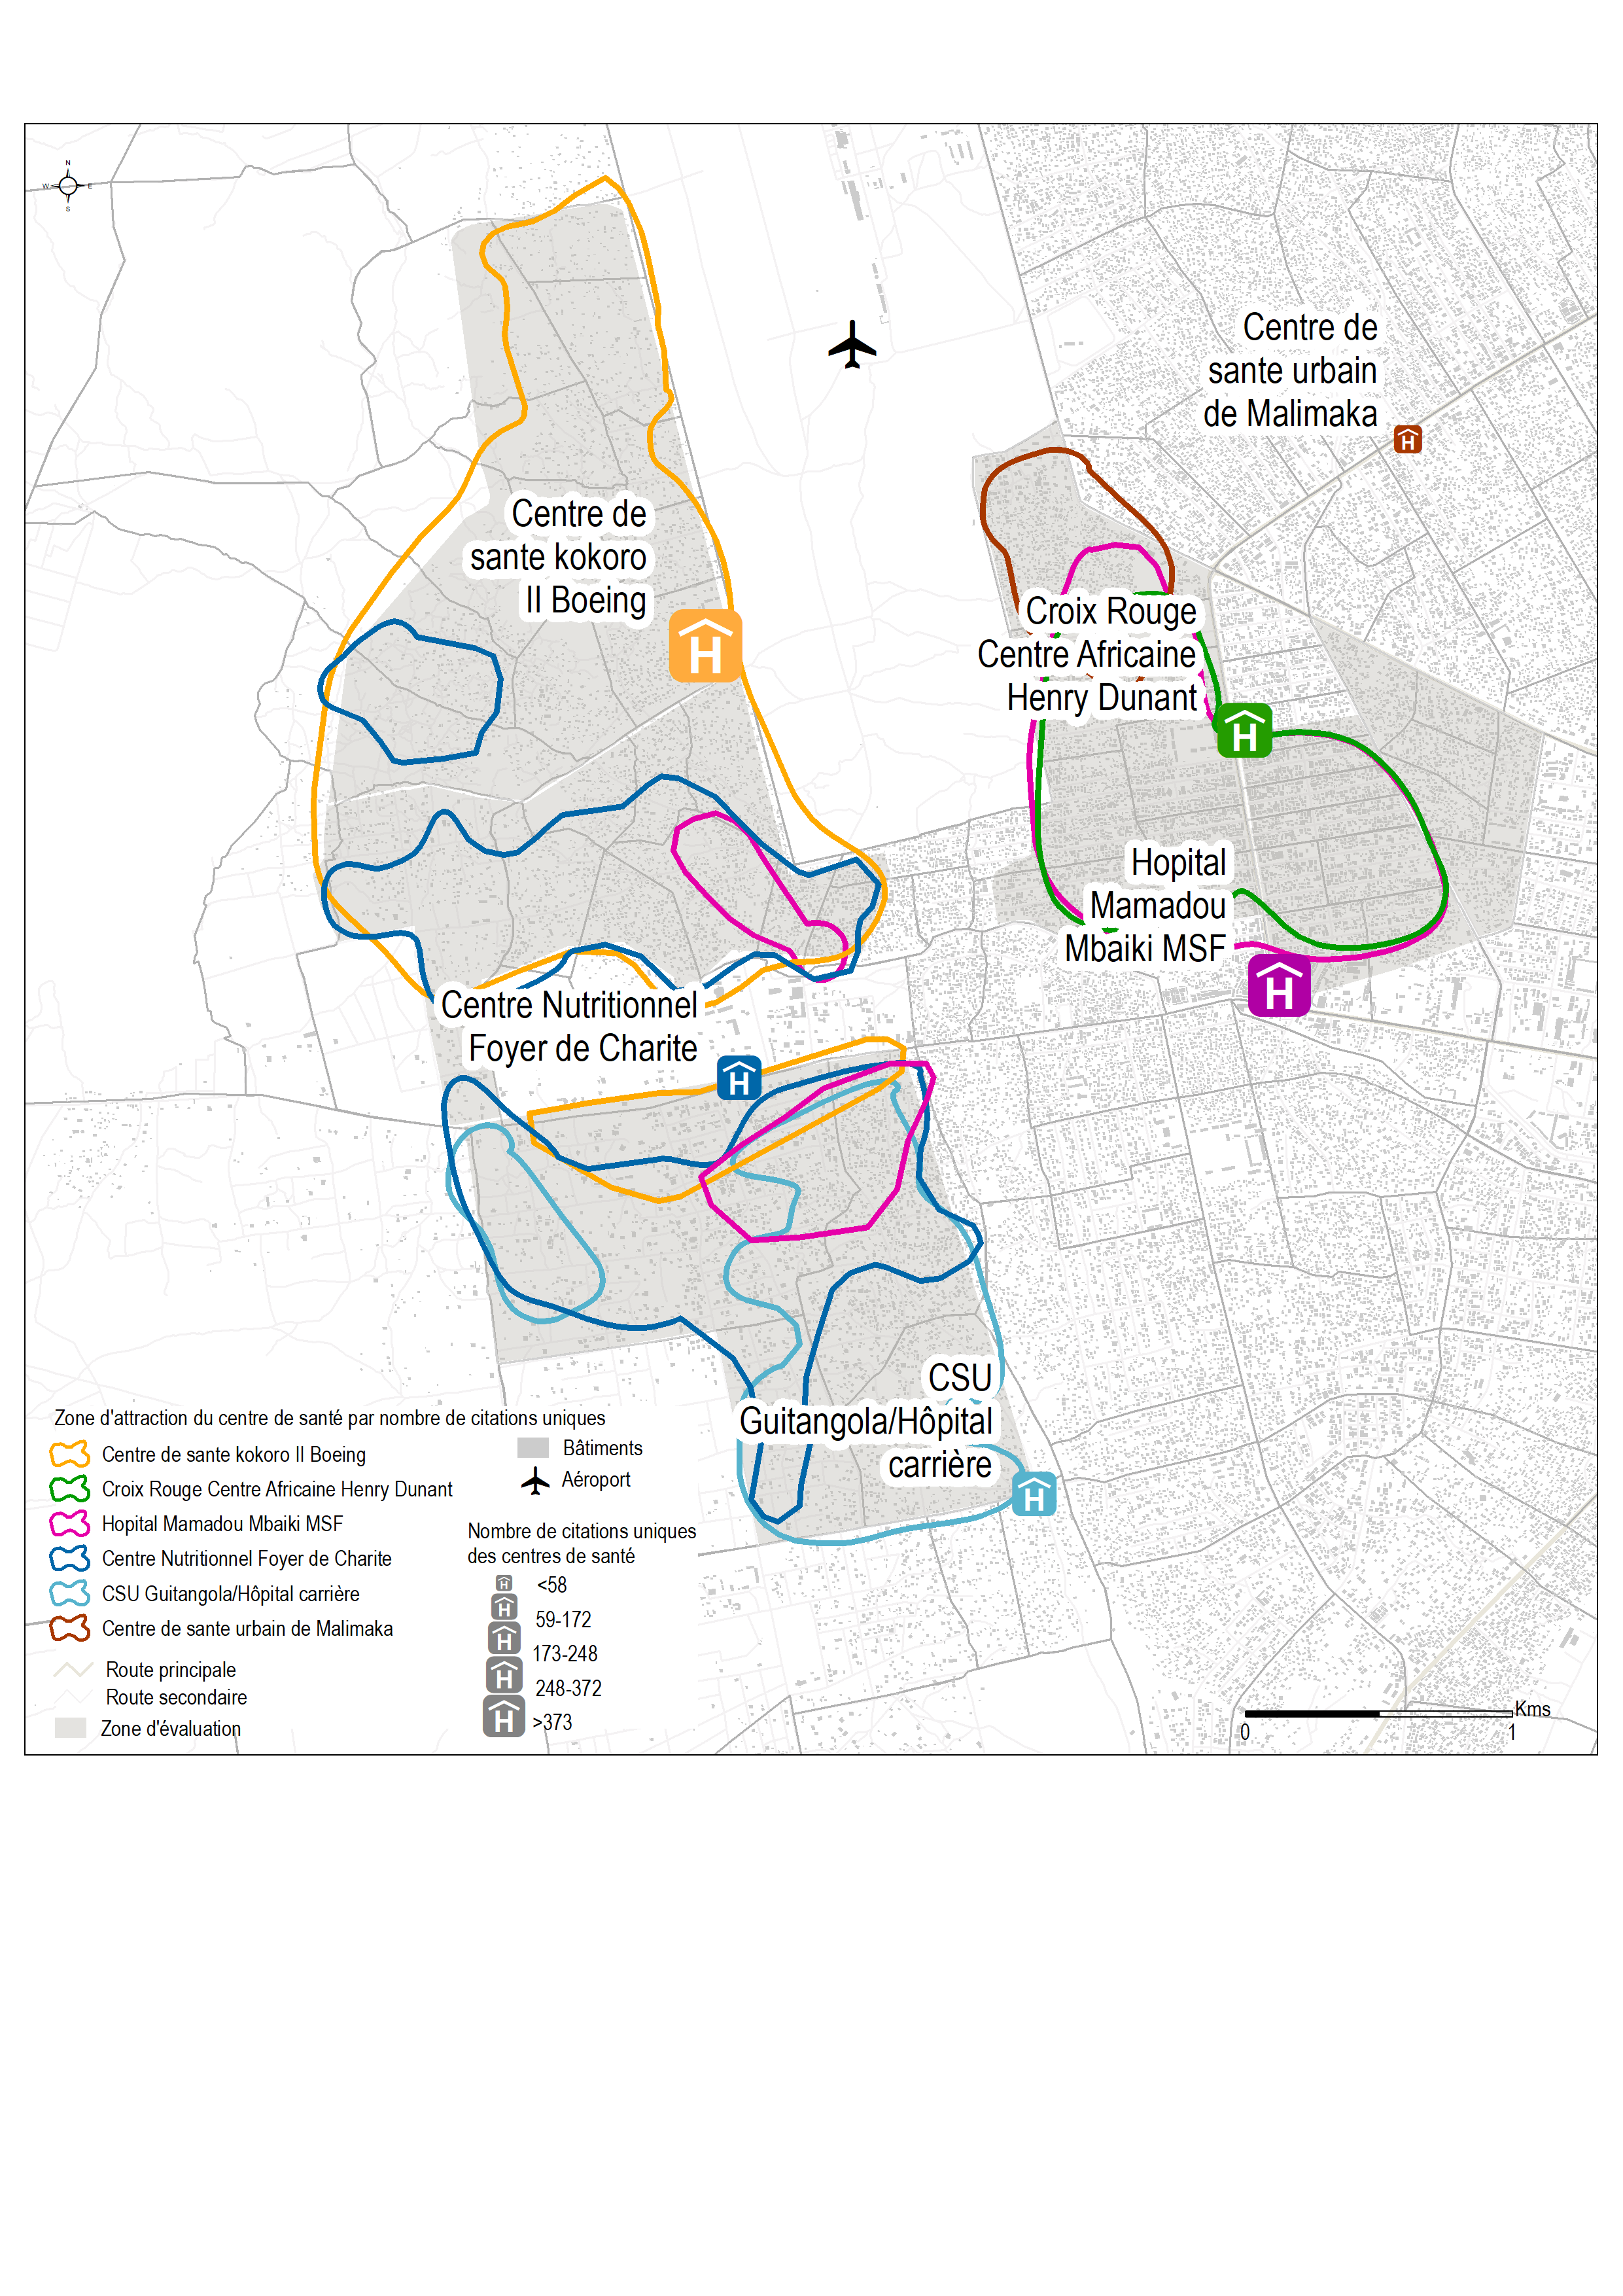 N
W
E
S
Centre de
sante urbain
de Malimaka
H
Centre de
sante kokoro
II Boeing
H
Croix Rouge
Centre Africaine
Henry Dunant
H
Hopital
Mamadou
Mbaiki MSF
H
Centre Nutritionnel
Foyer de Charite
H
CSU
Guitangola/Hôpital
carrière
H
Zone d'attraction du centre de santé par nombre de citations uniques
Centre de sante kokoro II Boeing
Croix Rouge Centre Africaine Henry Dunant
Hopital Mamadou Mbaiki MSF
Centre Nutritionnel Foyer de Charite
CSU Guitangola/Hôpital carrière
Centre de sante urbain de Malimaka
Route principale
Route secondaire
Zone d'évaluation
Bâtiments
Aéroport
Nombre de citations uniques
des centres de santé
H <58
H 59-172
H 173-248
H 248-372
H >373
Kms
0 1